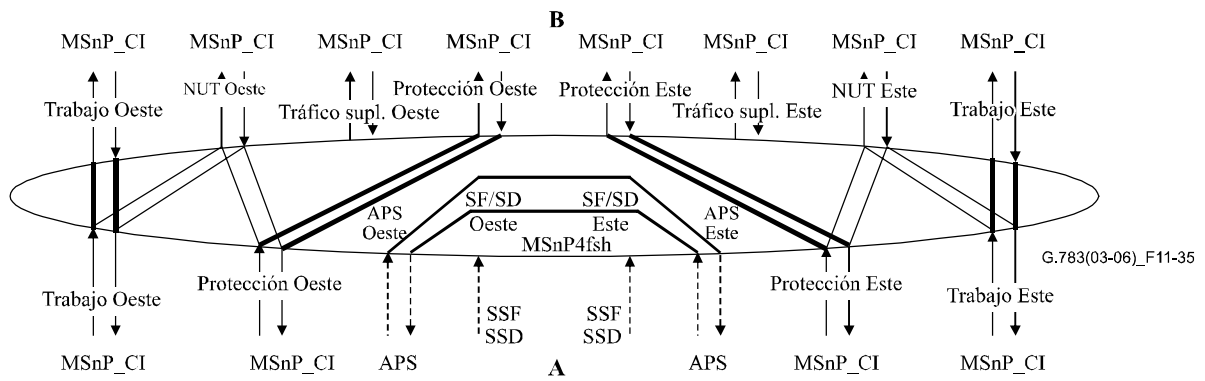 B
MSnP_CI MSnP_CI MSnP_CI MSnP_CI MSnP_CI MSnP_CI MSnP_CI MSnP_CI
Trabajo Oeste NUT Oeste Tráfico supl. Oeste Protección Oeste Protección Este Tráfico supl. Este NUT Este Trabajo Este
APS Oeste SF/SD Oeste SF/SD Este APS Este
MSnP4fsh
G.783(03-06)_F11-35
Trabajo Oeste Protección Oeste Protección Este Trabajo Este
SSF SSD SSF SSD
MSnP_CI MSnP_CI APS APS MSnP_CI MSnP_CI
A